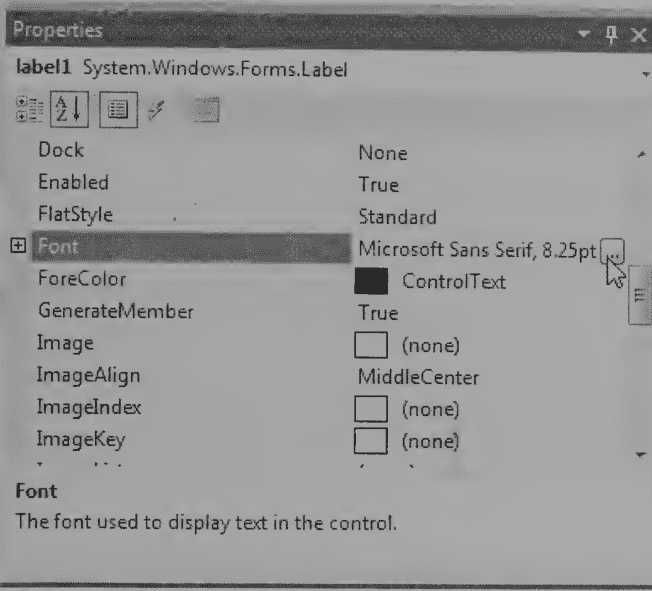 Properties
label1 System.Windows.Forms.Label
A
Z
Dock None
Enabled True
FlatStyle Standard
Font Microsoft Sans Serif, 8.25pt ...
ForeColor ControlText
GenerateMember True
Image (none)
ImageAlign MiddleCenter
ImageIndex (none)
ImageKey (none)
Font
The font used to display text in the control.